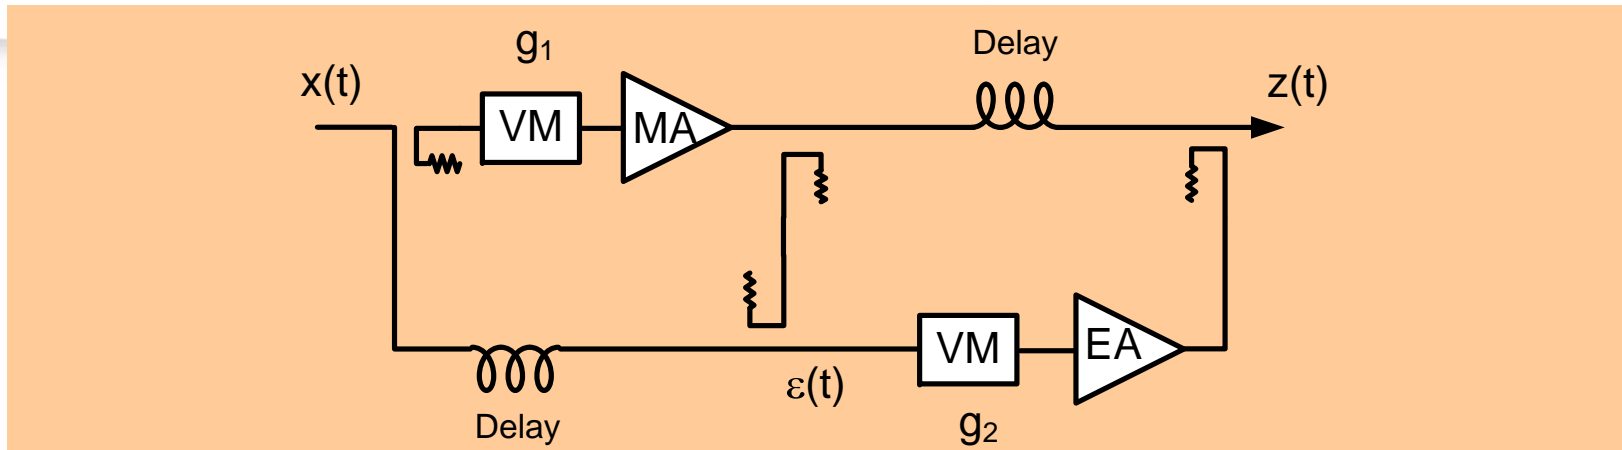 g₁
Delay
x(t)
z(t)
VM
MA
VM
EA
ε(t)
Delay
g₂